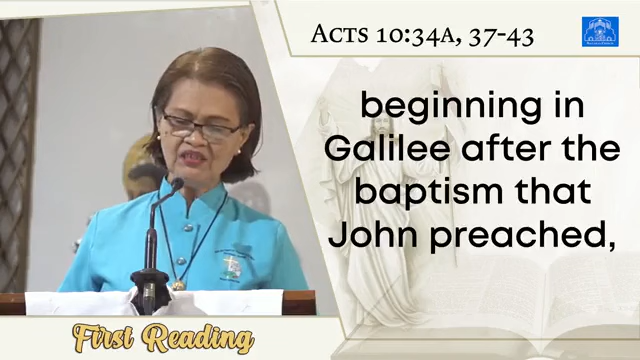 Acts 10:34a, 37-43
beginning in
Galilee after the
baptism that
John preached,
First Reading